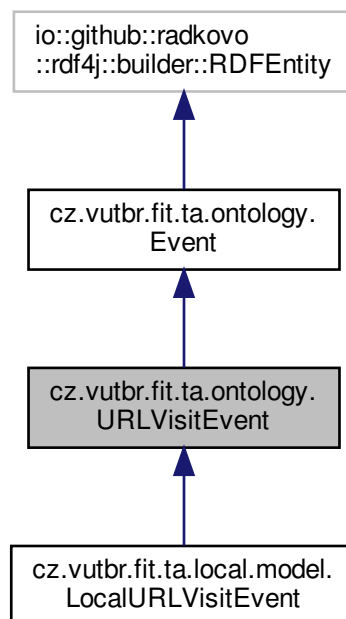 io::github::radkovo
::rdf4j::builder::RDFEntity
cz.vutbr.fit.ta.ontology.
Event
cz.vutbr.fit.ta.ontology.
URLVisitEvent
cz.vutbr.fit.ta.local.model.
LocalURLVisitEvent